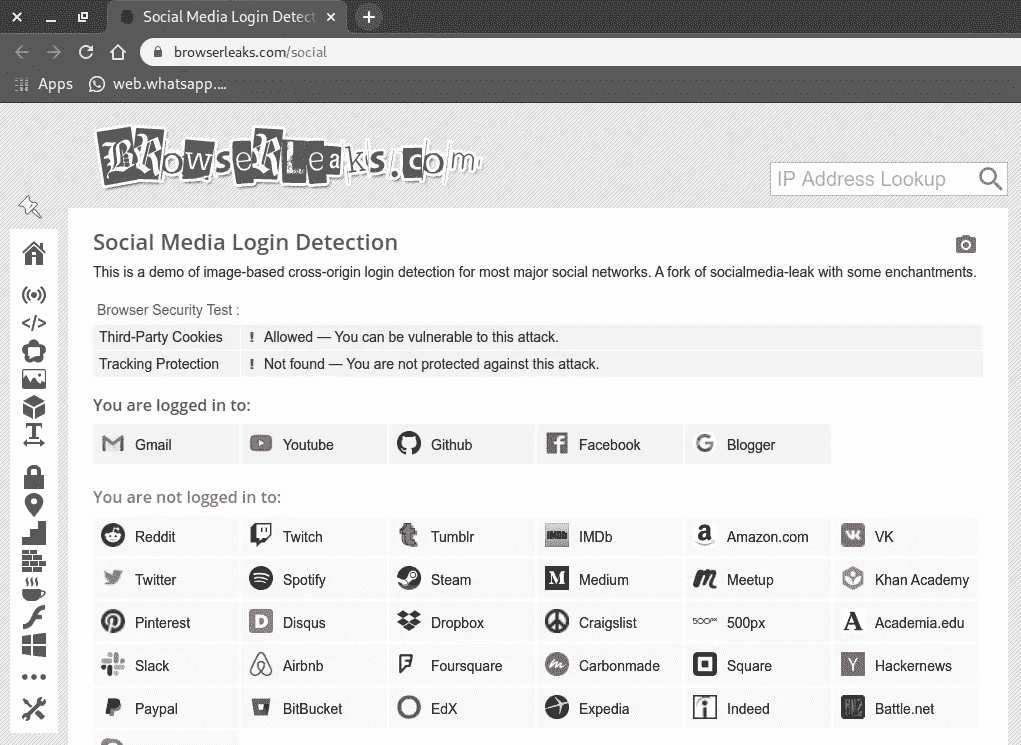 Social Media Login Detect
browserleaks.com/social
Apps web.whatsapp....
BRowseRleaks.com
IP Address Lookup
Social Media Login Detection
This is a demo of image-based cross-origin login detection for most major social networks. A fork of socialmedia-leak with some enchantments.
Browser Security Test :
Third-Party Cookies ! Allowed — You can be vulnerable to this attack.
Tracking Protection ! Not found — You are not protected against this attack.
You are logged in to:
Gmail Youtube Github Facebook Blogger
You are not logged in to:
Reddit Twitch Tumblr IMDb IMDb a Amazon.com VK
Twitter Spotify Steam M Medium m Meetup Khan Academy
Pinterest D Disqus Dropbox Craigslist 500px 500px A Academia.edu
Slack Airbnb Foursquare m Carbonmade Square Y Hackernews
Paypal BitBucket EdX Expedia i Indeed Battle.net